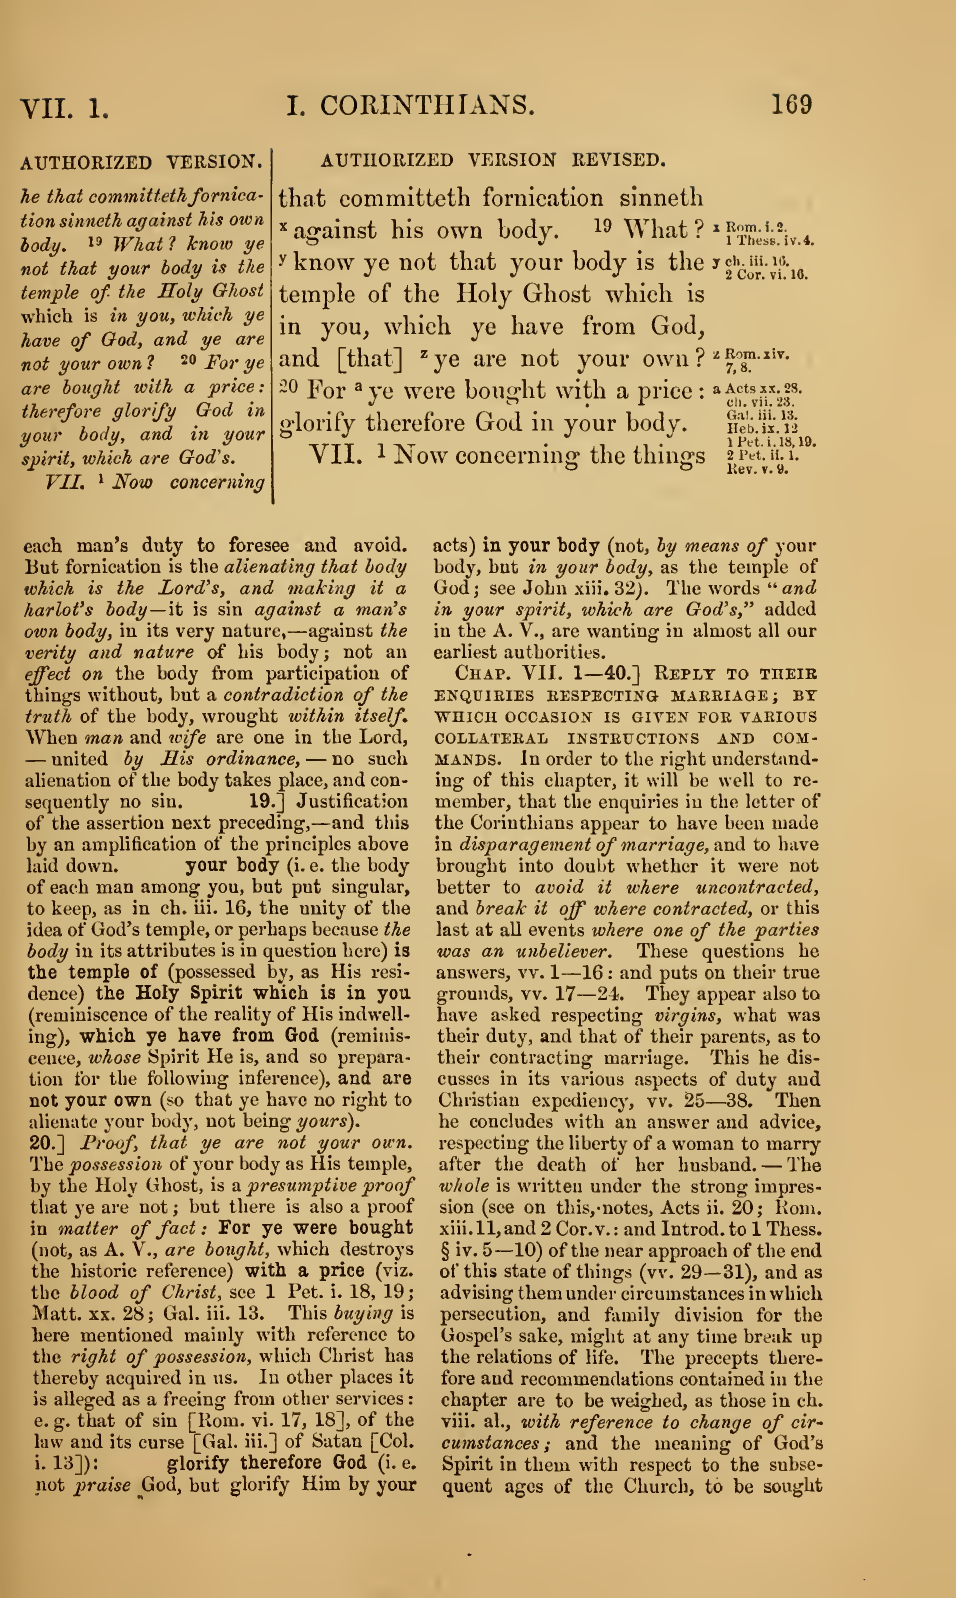 VII. 1.
I. CORINTHIANS.
169
AUTHORIZED VERSION.
he that committeth fornica-
tion sinneth against his own
body. 19 What? know ye
not that your body is the
temple of the Holy Ghost
which is in you, which ye
have of God, and ye are
not your own? 20 For ye
are bought with a price:
therefore glorify God in
your body, and in your
spirit, which are God's.
VII. 1 Now concerning
AUTHORIZED VERSION REVISED.
that committeth fornication sinneth
x against his own body. 19 What?
y know ye not that your body is the
temple of the Holy Ghost which is
in you, which ye have from God,
and [that] z ye are not your own?
20 For a ye were bought with a price:
glorify therefore God in your body.
VII. 1 Now concerning the things
x Rom. i. 2.
1 Thess. iv. 4.
y ch. iii. 16.
2 Cor. vi. 16.
z Rom. xiv.
7, 8.
a Acts xx. 28.
ch. vii. 23.
Gal. iii. 13.
Heb. ix. 12
1 Pet. i. 18, 19.
2 Pet. ii. 1.
Rev. v. 9.
each man's duty to foresee and avoid.
But fornication is the alienating that body
which is the Lord's, and making it a
harlot's body—it is sin against a man's
own body, in its very nature,—against the
verity and nature of his body; not an
effect on the body from participation of
things without, but a contradiction of the
truth of the body, wrought within itself.
When man and wife are one in the Lord,
— united by His ordinance, — no such
alienation of the body takes place, and con-
sequently no sin. 19.] Justification
of the assertion next preceding,—and this
by an amplification of the principles above
laid down. your body (i. e. the body
of each man among you, but put singular,
to keep, as in ch. iii. 16, the unity of the
idea of God's temple, or perhaps because the
body in its attributes is in question here) is
the temple of (possessed by, as His resi-
dence) the Holy Spirit which is in you
(reminiscence of the reality of His indwell-
ing), which ye have from God (reminis-
cence, whose Spirit He is, and so prepara-
tion for the following inference), and are
not your own (so that ye have no right to
alienate your body, not being yours).
20.] Proof, that ye are not your own.
The possession of your body as His temple,
by the Holy Ghost, is a presumptive proof
that ye are not; but there is also a proof
in matter of fact: For ye were bought
(not, as A. V., are bought, which destroys
the historic reference) with a price (viz.
the blood of Christ, see 1 Pet. i. 18, 19;
Matt. xx. 28; Gal. iii. 13. This buying is
here mentioned mainly with reference to
the right of possession, which Christ has
thereby acquired in us. In other places it
is alleged as a freeing from other services:
e. g. that of sin [Rom. vi. 17, 18], of the
law and its curse [Gal. iii.] of Satan [Col.
i. 13]): glorify therefore God (i. e.
not praise God, but glorify Him by your
acts) in your body (not, by means of your
body, but in your body, as the temple of
God; see John xiii. 32). The words "and
in your spirit, which are God's," added
in the A. V., are wanting in almost all our
earliest authorities.
CHAP. VII. 1—40.] REPLY TO THEIR
ENQUIRIES RESPECTING MARRIAGE; BY
WHICH OCCASION IS GIVEN FOR VARIOUS
COLLATERAL INSTRUCTIONS AND COM-
MANDS. In order to the right understand-
ing of this chapter, it will be well to re-
member, that the enquiries in the letter of
the Corinthians appear to have been made
in disparagement of marriage, and to have
brought into doubt whether it were not
better to avoid it where uncontracted,
and break it off where contracted, or this
last at all events where one of the parties
was an unbeliever. These questions he
answers, vv. 1—16: and puts on their true
grounds, vv. 17—24. They appear also to
have asked respecting virgins, what was
their duty, and that of their parents, as to
their contracting marriage. This he dis-
cusses in its various aspects of duty and
Christian expediency, vv. 25—38. Then
he concludes with an answer and advice,
respecting the liberty of a woman to marry
after the death of her husband. — The
whole is written under the strong impres-
sion (see on this, notes, Acts ii. 20; Rom.
xiii. 11, and 2 Cor. v.: and Introd. to 1 Thess.
§ iv. 5—10) of the near approach of the end
of this state of things (vv. 29—31), and as
advising them under circumstances in which
persecution, and family division for the
Gospel's sake, might at any time break up
the relations of life. The precepts there-
fore and recommendations contained in the
chapter are to be weighed, as those in ch.
viii. al., with reference to change of cir-
cumstances; and the meaning of God's
Spirit in them with respect to the subse-
quent ages of the Church, to be sought